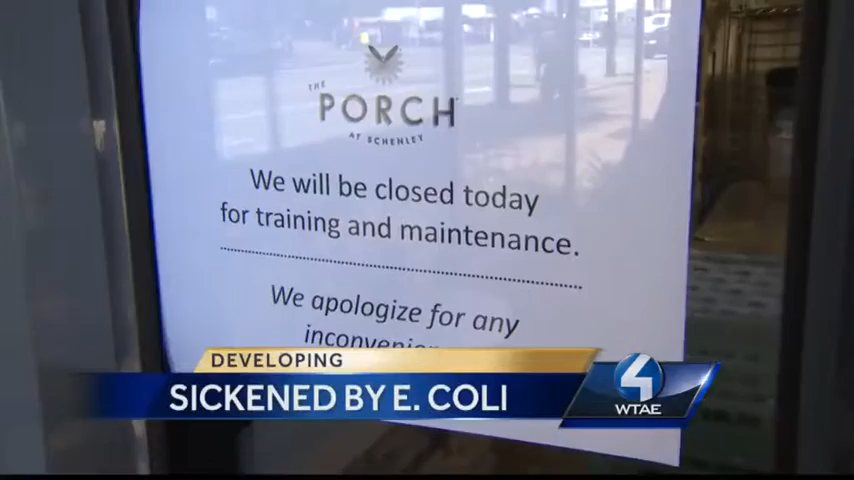 THE
PORCH
AT SCHENLEY
We will be closed today
for training and maintenance.
We apologize for any
DEVELOPING
SICKENED BY E. COLI
4
WTAE